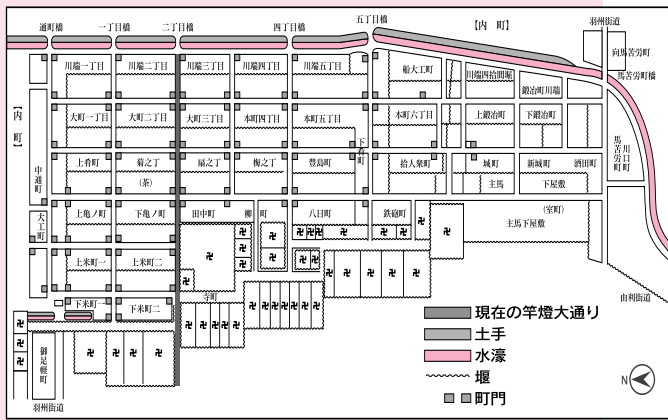 通町橋
一丁目橋
二丁目橋
四丁目橋
五丁目橋
【内 町】
羽州街道
向馬苦労町
馬苦労町橋
川端一丁目
川端二丁目
川端三丁目
川端四丁目
川端五丁目
船大工町
川端四拾間堀
鍛冶町川端
【内 町】
大町一丁目
大町二丁目
大町三丁目
本町四丁目
本町五丁目
本町六丁目
上鍛冶町
下鍛冶町
馬苦労町
川口町
中通町
上肴町
菊之丁
扇之丁
梅之丁
豊島町
下肴町
拾人衆町
城町
新城町
酒田町
(茶)
主馬
下屋敷
大工町
上亀ノ町
下亀ノ町
田中町
柳 町
八日町
鉄砲町
(室町)
主馬下屋敷
上米町一
上米町二
寺町
下米町一
下米町二
由利街道
御足軽町
羽州街道
現在の竿燈大通り
土手
水濠
堰
町門
N